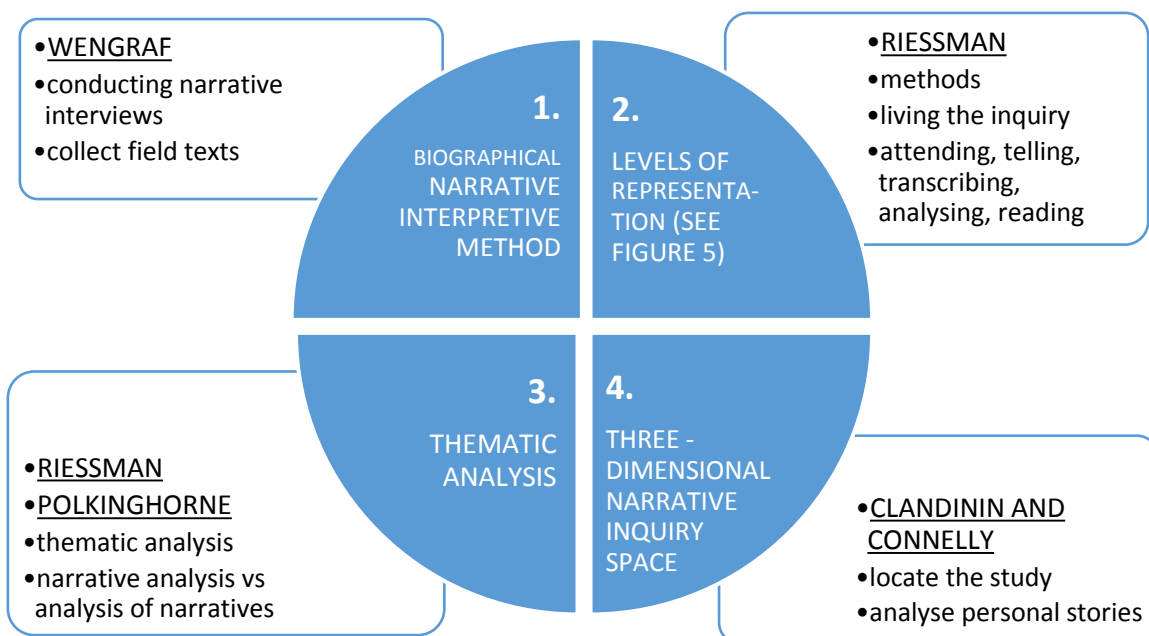 •WENGRAF
•conducting narrative
interviews
•collect field texts
1.
BIOGRAPHICAL
NARRATIVE
INTERPRETIVE
METHOD
2.
LEVELS OF
REPRESENTA-
TION (SEE
FIGURE 5)
•RIESSMAN
•methods
•living the inquiry
•attending, telling,
transcribing,
analysing, reading
•RIESSMAN
•POLKINGHORNE
•thematic analysis
•narrative analysis vs
analysis of narratives
3.
THEMATIC
ANALYSIS
4.
THREE -
DIMENSIONAL
NARRATIVE
INQUIRY
SPACE
•CLANDININ AND
CONNELLY
•locate the study
•analyse personal stories